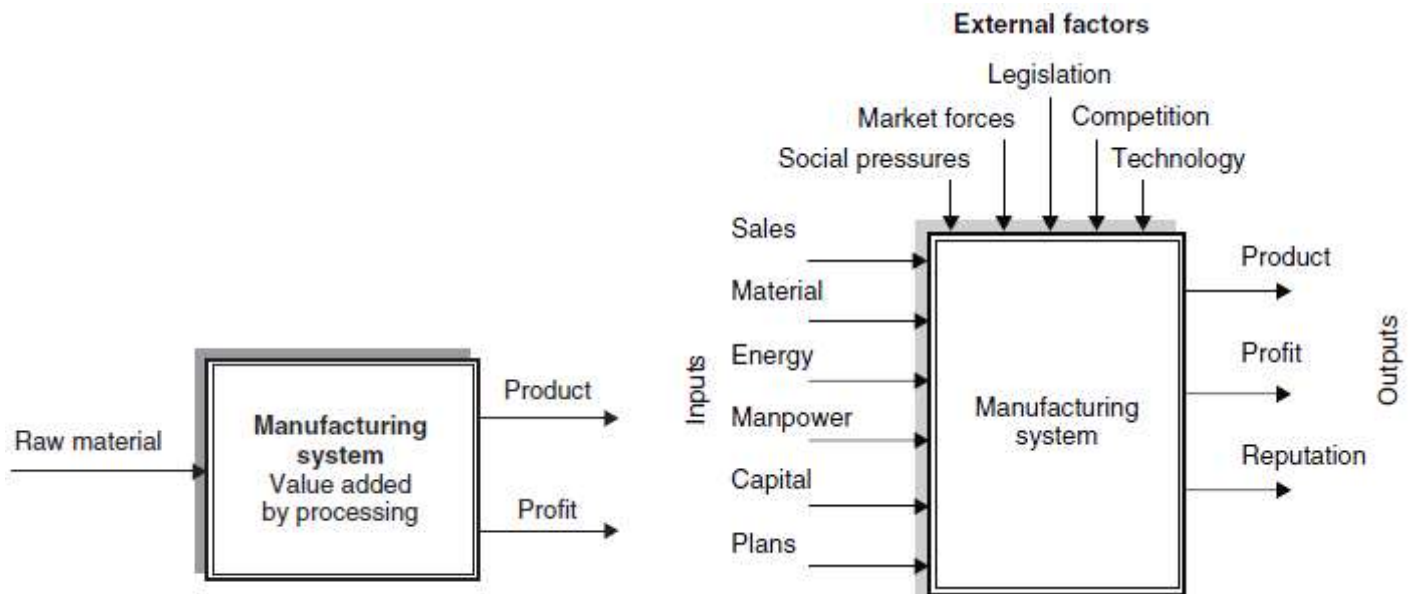 Raw material
Manufacturing
system
Value added
by processing
Product
Profit
External factors
Legislation
Market forces
Competition
Social pressures
Technology
Inputs
Sales
Material
Energy
Manpower
Capital
Plans
Manufacturing
system
Product
Profit
Reputation
Outputs